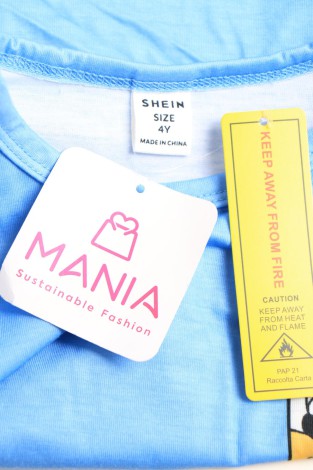 SHEIN
SIZE
4Y
MADE IN CHINA
MANIA
Sustainable Fashion
KEEP AWAY FROM FIRE
CAUTION
KEEP AWAY
FROM HEAT
AND FLAME
PAP 21
Raccolta Carta